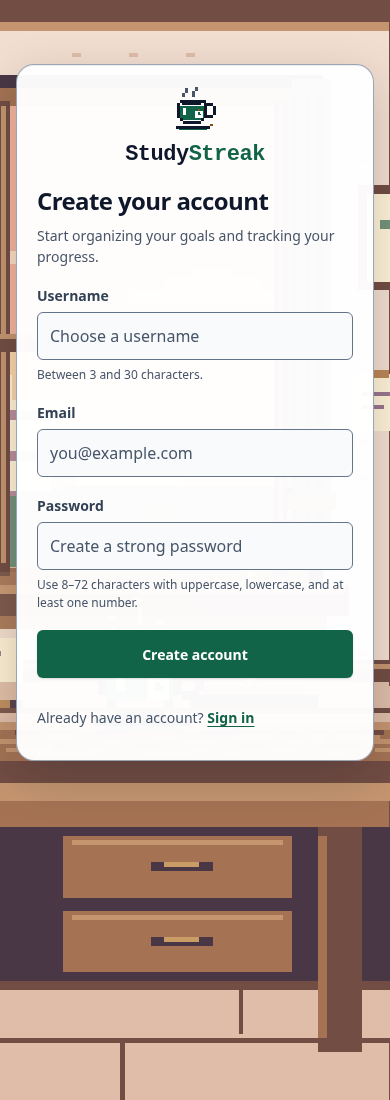 StudyStreak
Create your account
Start organizing your goals and tracking your
progress.
Username
Choose a username
Between 3 and 30 characters.
Email
you@example.com
Password
Create a strong password
Use 8–72 characters with uppercase, lowercase, and at
least one number.
Create account
Already have an account? Sign in